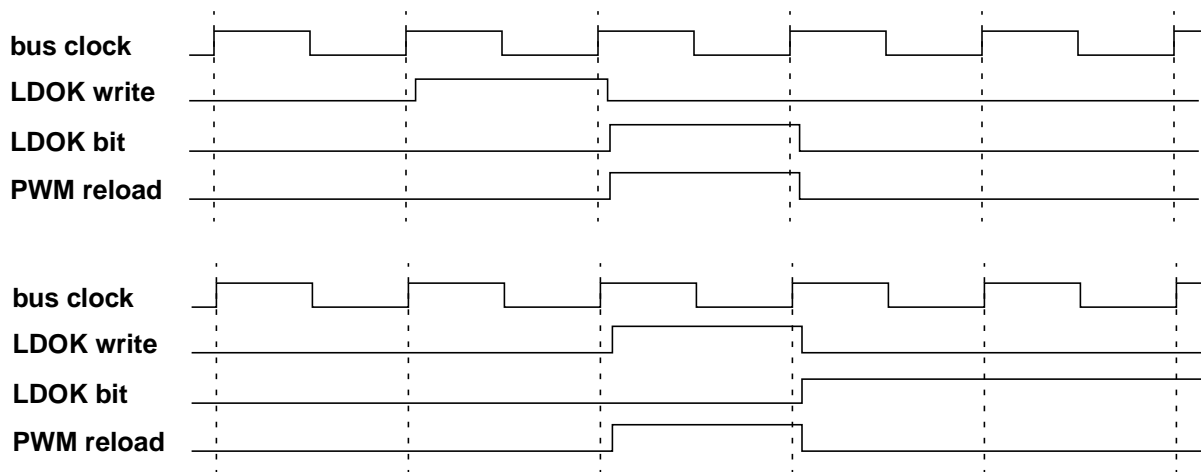 bus clock
LDOK write
LDOK bit
PWM reload
bus clock
LDOK write
LDOK bit
PWM reload